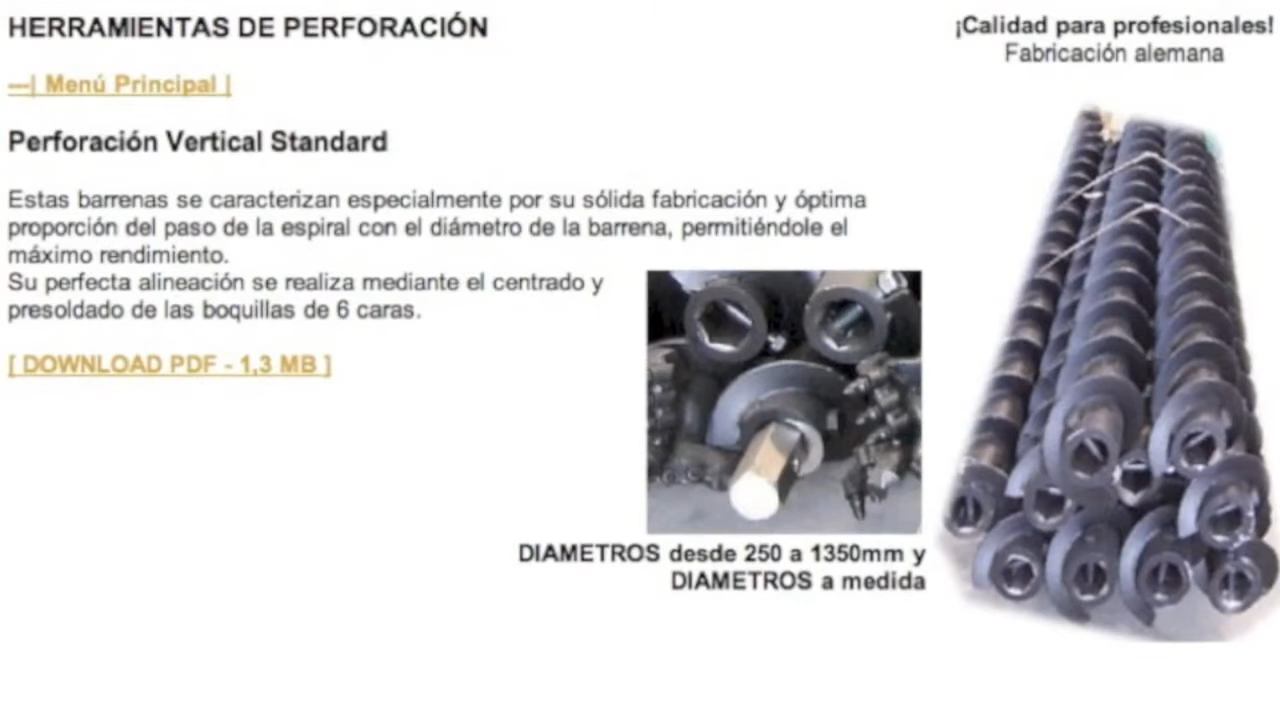 HERRAMIENTAS DE PERFORACIÓN
¡Calidad para profesionales!
Fabricación alemana
—| Menú Principal |
Perforación Vertical Standard
Estas barrenas se caracterizan especialmente por su sólida fabricación y óptima
proporción del paso de la espiral con el diámetro de la barrena, permitiéndole el
máximo rendimiento.
Su perfecta alineación se realiza mediante el centrado y
presoldado de las boquillas de 6 caras.
[ DOWNLOAD PDF - 1,3 MB ]
DIAMETROS desde 250 a 1350mm y
DIAMETROS a medida